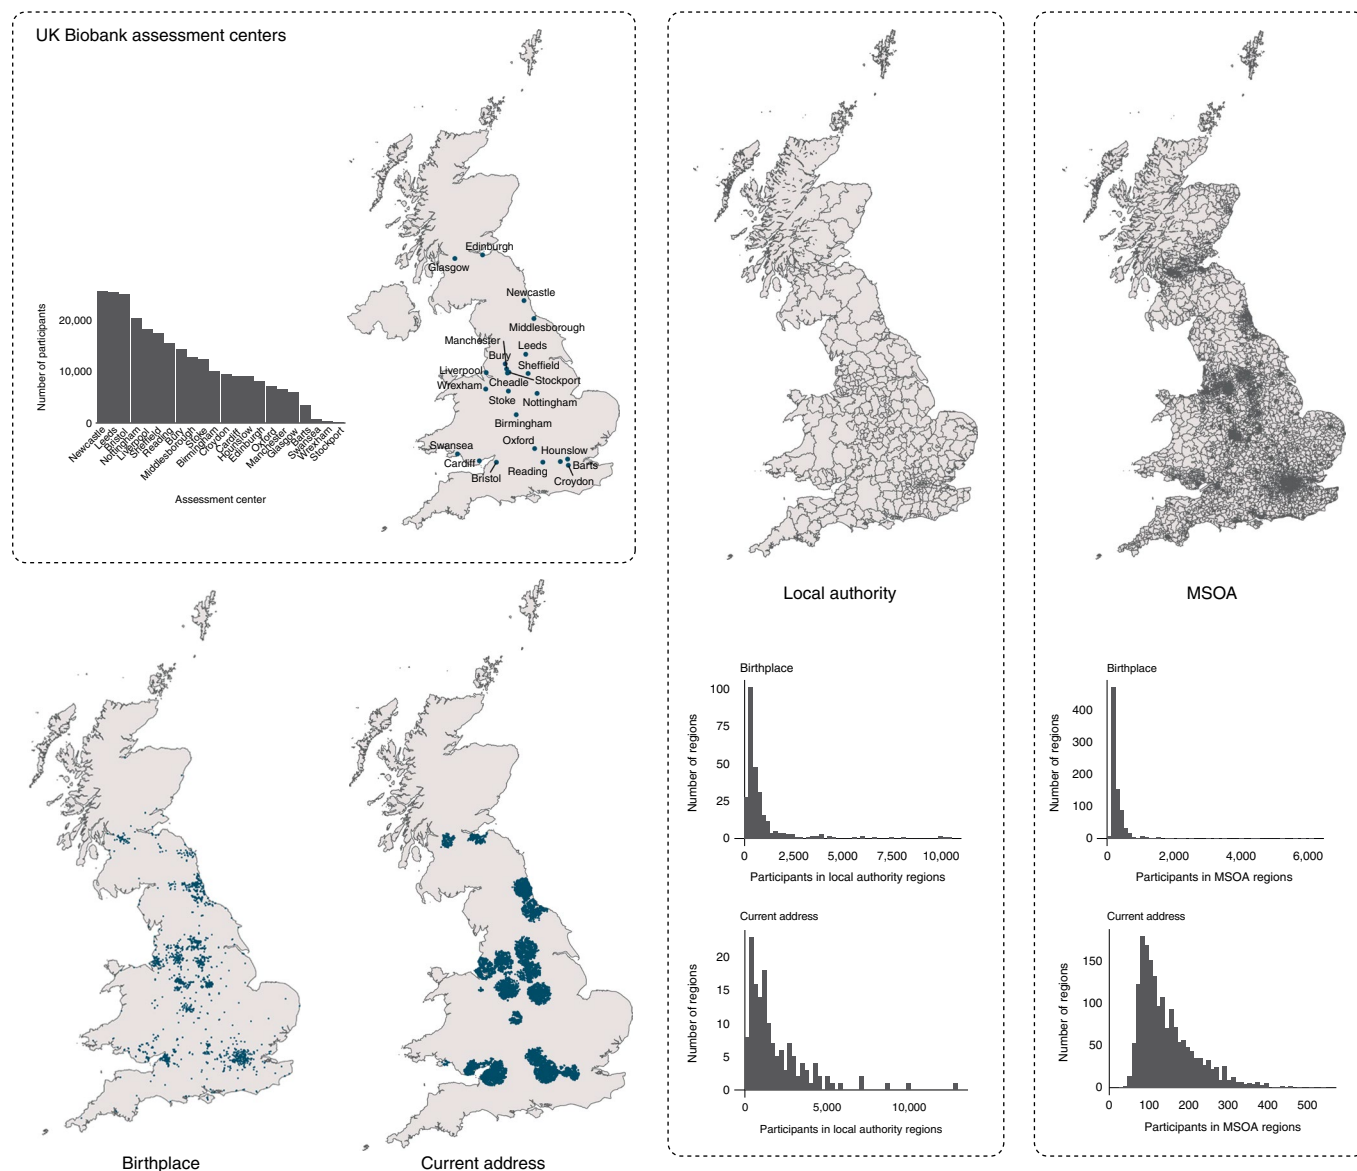 UK Biobank assessment centers
Number of participants
20,000
10,000
0
Newcastle
Leeds
Bristol
Nottingham
Liverpool
Sheffield
Reading
Bury
Middlesborough
Stoke
Birmingham
Croydon
Cardiff
Hounslow
Edinburgh
Oxford
Manchester
Glasgow
Barts
Swansea
Wrexham
Stockport
Assessment center
Edinburgh
Glasgow
Newcastle
Middlesborough
Manchester
Leeds
Bury
Sheffield
Liverpool
Cheadle
Stockport
Wrexham
Stoke
Nottingham
Birmingham
Swansea
Oxford
Hounslow
Cardiff
Reading
Barts
Bristol
Croydon
Birthplace
Current address
Local authority
Birthplace
Number of regions
100
75
50
25
0
0 2,500 5,000 7,500 10,000
Participants in local authority regions
Current address
Number of regions
20
15
10
5
0
0 5,000 10,000
Participants in local authority regions
MSOA
Birthplace
Number of regions
400
300
200
100
0
0 2,000 4,000 6,000
Participants in MSOA regions
Current address
Number of regions
150
100
50
0
0 100 200 300 400 500
Participants in MSOA regions